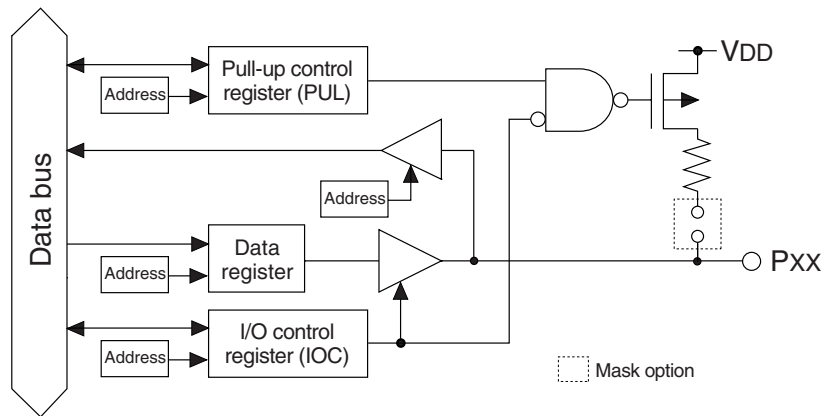 Data bus
Pull-up control
register (PUL)
Address
VDD
Address
Data
register
Address
PXX
I/O control
register (IOC)
Address
Mask option